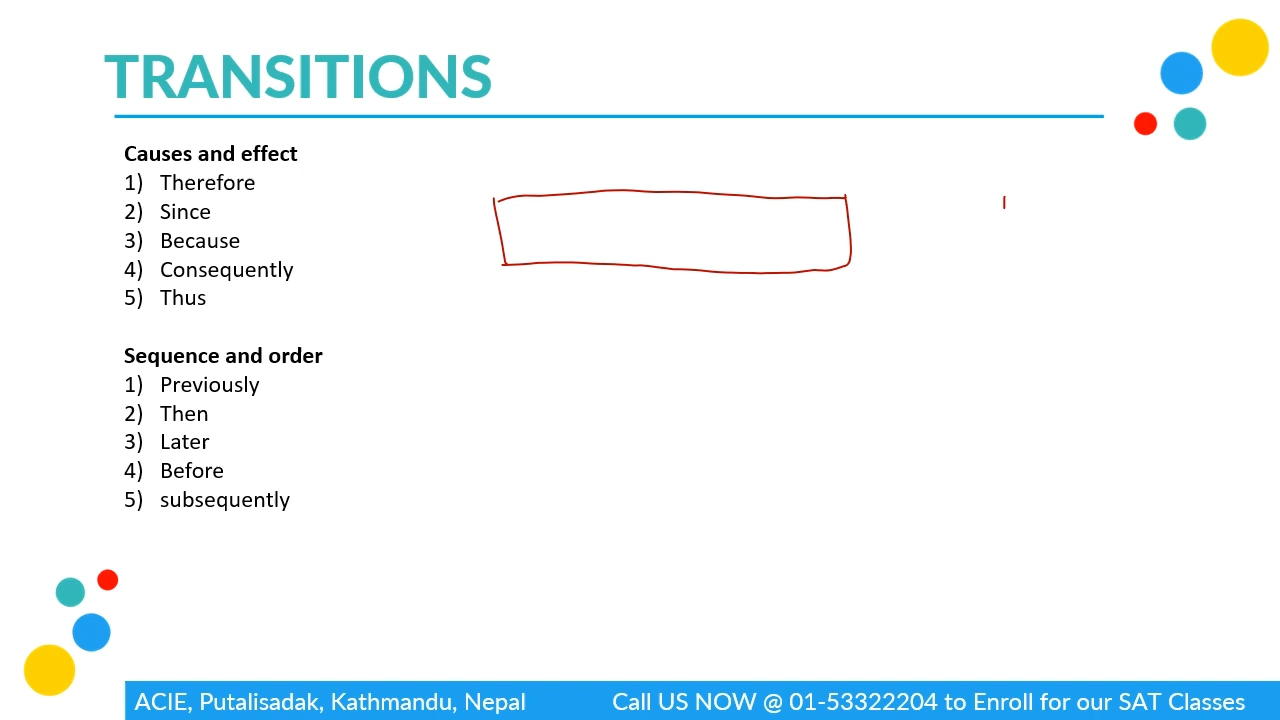 TRANSITIONS
Causes and effect
1) Therefore
2) Since
3) Because
4) Consequently
5) Thus
Sequence and order
1) Previously
2) Then
3) Later
4) Before
5) subsequently
ACIE, Putalisadak, Kathmandu, Nepal
Call US NOW @ 01-53322204 to Enroll for our SAT Classes